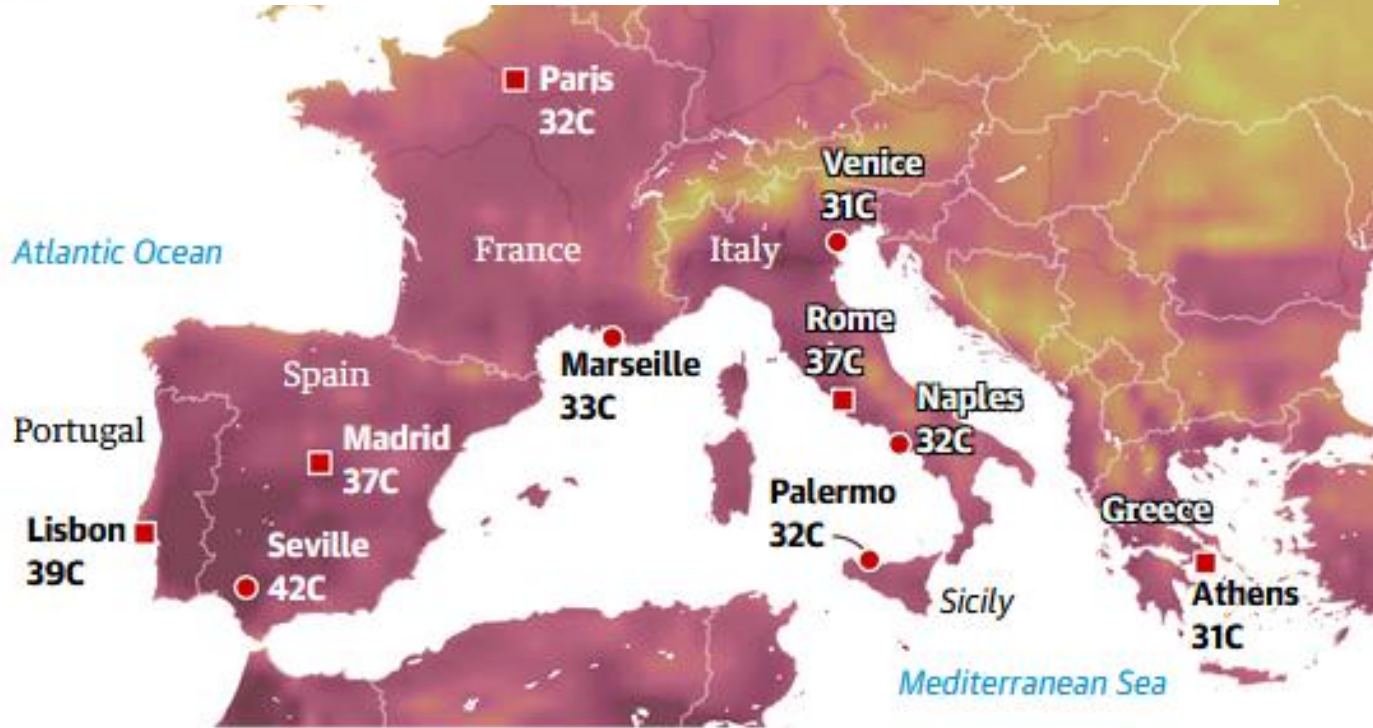 Paris
32C
Venice
31C
Atlantic Ocean
France
Italy
Rome
37C
Marseille
33C
Spain
Naples
32C
Portugal
Madrid
37C
Palermo
32C
Greece
Lisbon
39C
Seville
42C
Athens
31C
Sicily
Mediterranean Sea